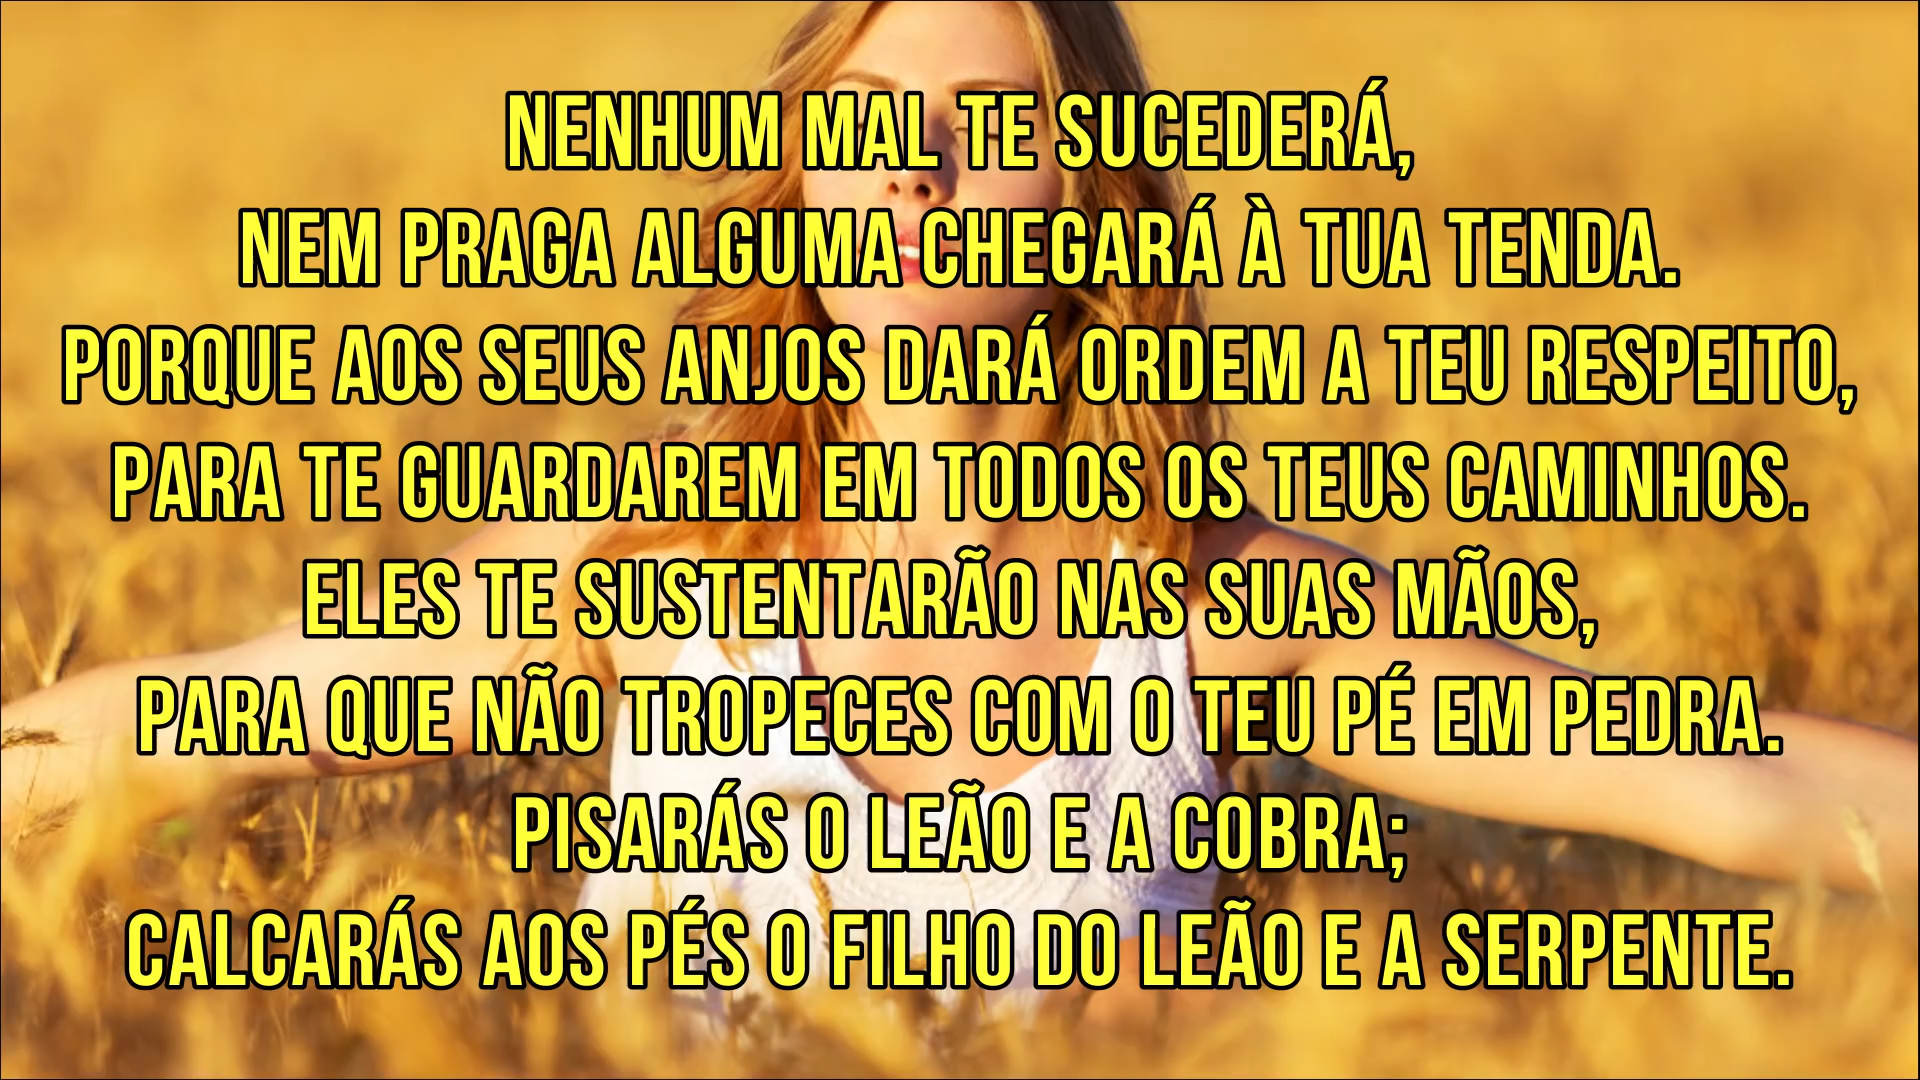 NENHUM MAL TE SUCEDERÁ,
NEM PRAGA ALGUMA CHEGARÁ À TUA TENDA.
PORQUE AOS SEUS ANJOS DARÁ ORDEM A TEU RESPEITO,
PARA TE GUARDAREM EM TODOS OS TEUS CAMINHOS.
ELES TE SUSTENTARÃO NAS SUAS MÃOS,
PARA QUE NÃO TROPECES COM O TEU PÉ EM PEDRA.
PISARÁS O LEÃO E A COBRA;
CALCARÁS AOS PÉS O FILHO DO LEÃO E A SERPENTE.